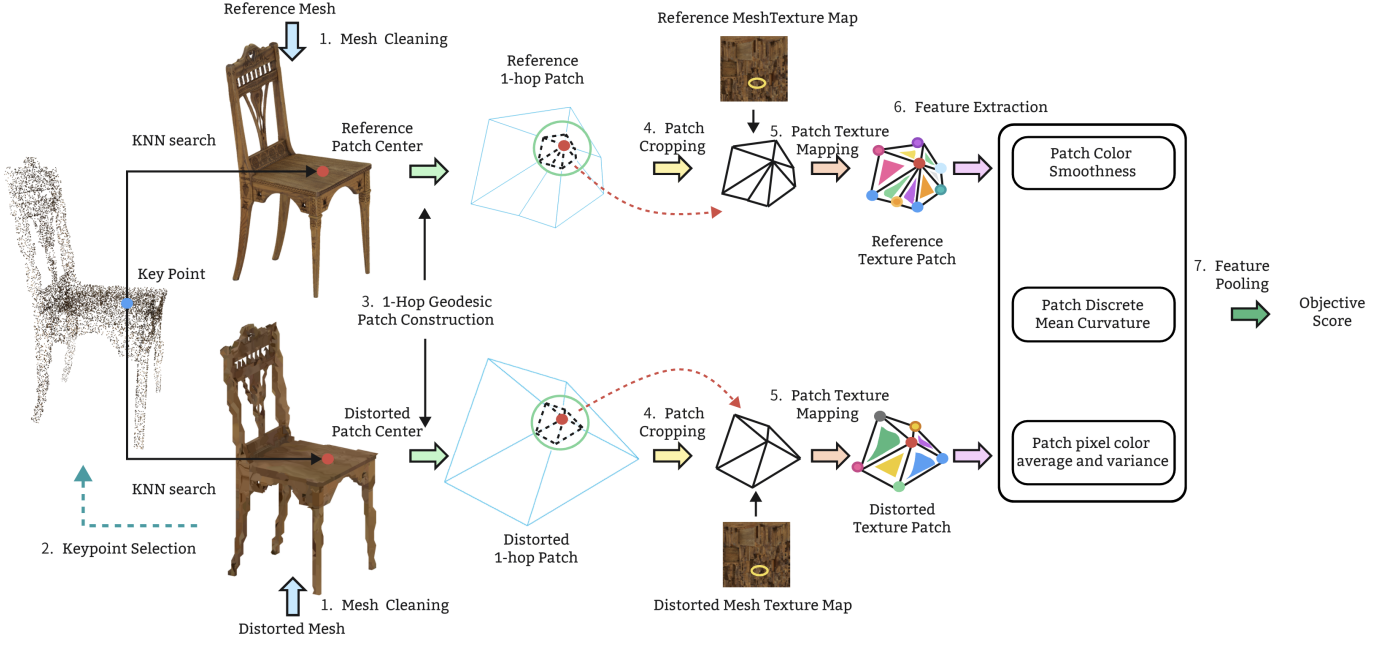 Reference Mesh
1. Mesh Cleaning
Reference MeshTexture Map
Reference
1-hop Patch
6. Feature Extraction
KNN search
Reference
Patch Center
4. Patch
Cropping
5. Patch Texture
Mapping
Patch Color
Smoothness
Reference
Texture Patch
Key Point
3. 1-Hop Geodesic
Patch Construction
Patch Discrete
Mean Curvature
7. Feature
Pooling
Objective
Score
Distorted
Patch Center
4. Patch
Cropping
5. Patch Texture
Mapping
Patch pixel color
average and variance
KNN search
Distorted
Texture Patch
2. Keypoint Selection
Distorted
1-hop Patch
1. Mesh Cleaning
Distorted Mesh
Distorted Mesh Texture Map